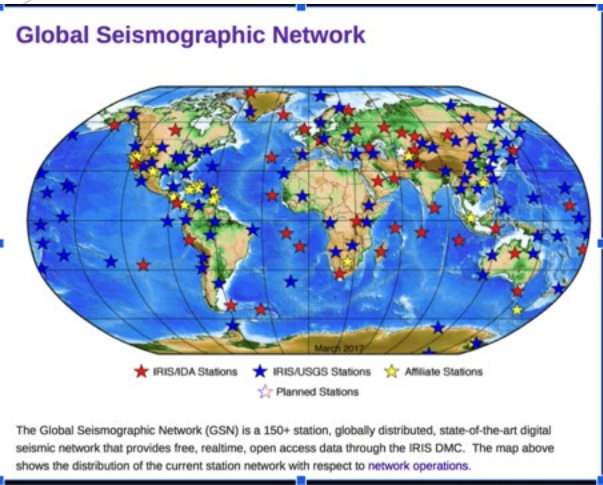 Global Seismographic Network
March 2017
IRIS/IDA Stations IRIS/USGS Stations Affiliate Stations
Planned Stations
The Global Seismographic Network (GSN) is a 150+ station, globally distributed, state-of-the-art digital
seismic network that provides free, realtime, open access data through the IRIS DMC. The map above
shows the distribution of the current station network with respect to network operations.